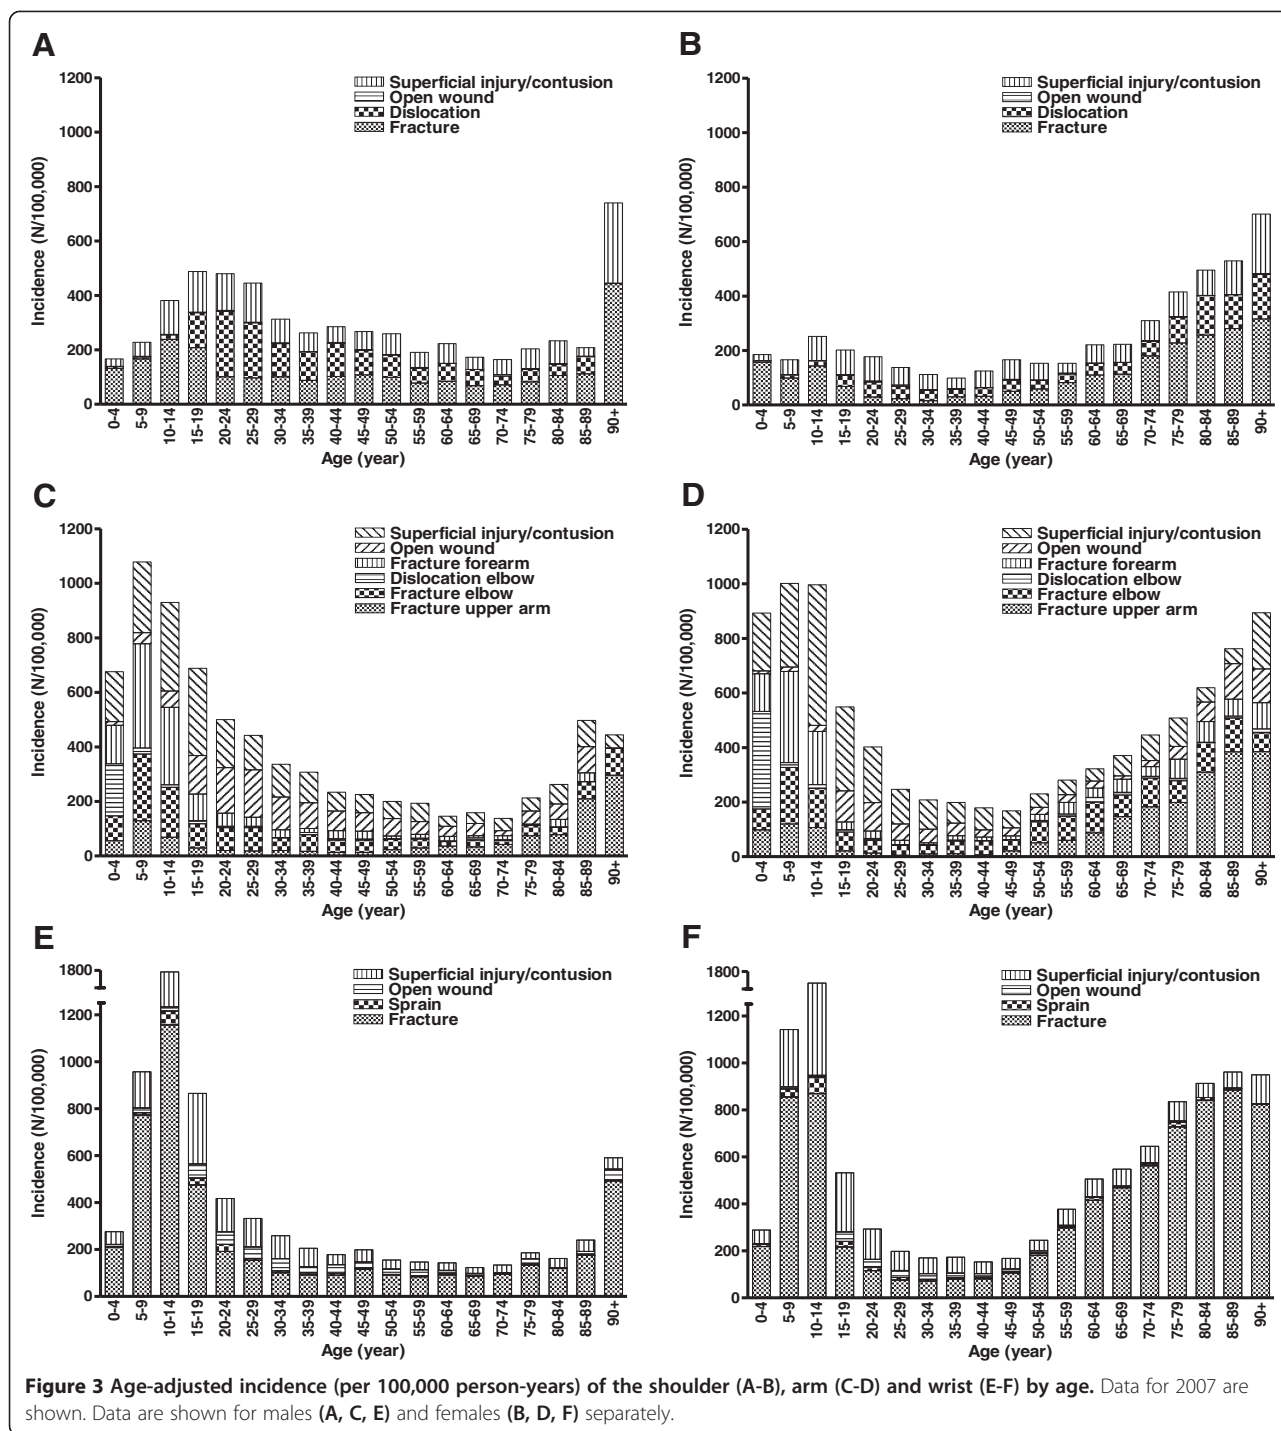 A
1200
1000
800
600
400
200
0
Incidence (N/100,000)
Superficial injury/contusion
Open wound
Dislocation
Fracture
0-4 5-9 10-14 15-19 20-24 25-29 30-34 35-39 40-44 45-49 50-54 55-59 60-64 65-69 70-74 75-79 80-84 85-89 90+
Age (year)
B
1200
1000
800
600
400
200
0
Incidence (N/100,000)
Superficial injury/contusion
Open wound
Dislocation
Fracture
0-4 5-9 10-14 15-19 20-24 25-29 30-34 35-39 40-44 45-49 50-54 55-59 60-64 65-69 70-74 75-79 80-84 85-89 90+
Age (year)
C
1200
1000
800
600
400
200
0
Incidence (N/100,000)
Superficial injury/contusion
Open wound
Fracture forearm
Dislocation elbow
Fracture elbow
Fracture upper arm
0-4 5-9 10-14 15-19 20-24 25-29 30-34 35-39 40-44 45-49 50-54 55-59 60-64 65-69 70-74 75-79 80-84 85-89 90+
Age (year)
D
1200
1000
800
600
400
200
0
Incidence (N/100,000)
Superficial injury/contusion
Open wound
Fracture forearm
Dislocation elbow
Fracture elbow
Fracture upper arm
0-4 5-9 10-14 15-19 20-24 25-29 30-34 35-39 40-44 45-49 50-54 55-59 60-64 65-69 70-74 75-79 80-84 85-89 90+
Age (year)
E
1800
1200
1000
800
600
400
200
0
Incidence (N/100,000)
Superficial injury/contusion
Open wound
Sprain
Fracture
0-4 5-9 10-14 15-19 20-24 25-29 30-34 35-39 40-44 45-49 50-54 55-59 60-64 65-69 70-74 75-79 80-84 85-89 90+
Age (year)
F
1800
1200
1000
800
600
400
200
0
Incidence (N/100,000)
Superficial injury/contusion
Open wound
Sprain
Fracture
0-4 5-9 10-14 15-19 20-24 25-29 30-34 35-39 40-44 45-49 50-54 55-59 60-64 65-69 70-74 75-79 80-84 85-89 90+
Age (year)
Figure 3 Age-adjusted incidence (per 100,000 person-years) of the shoulder (A-B), arm (C-D) and wrist (E-F) by age. Data for 2007 are
shown. Data are shown for males (A, C, E) and females (B, D, F) separately.